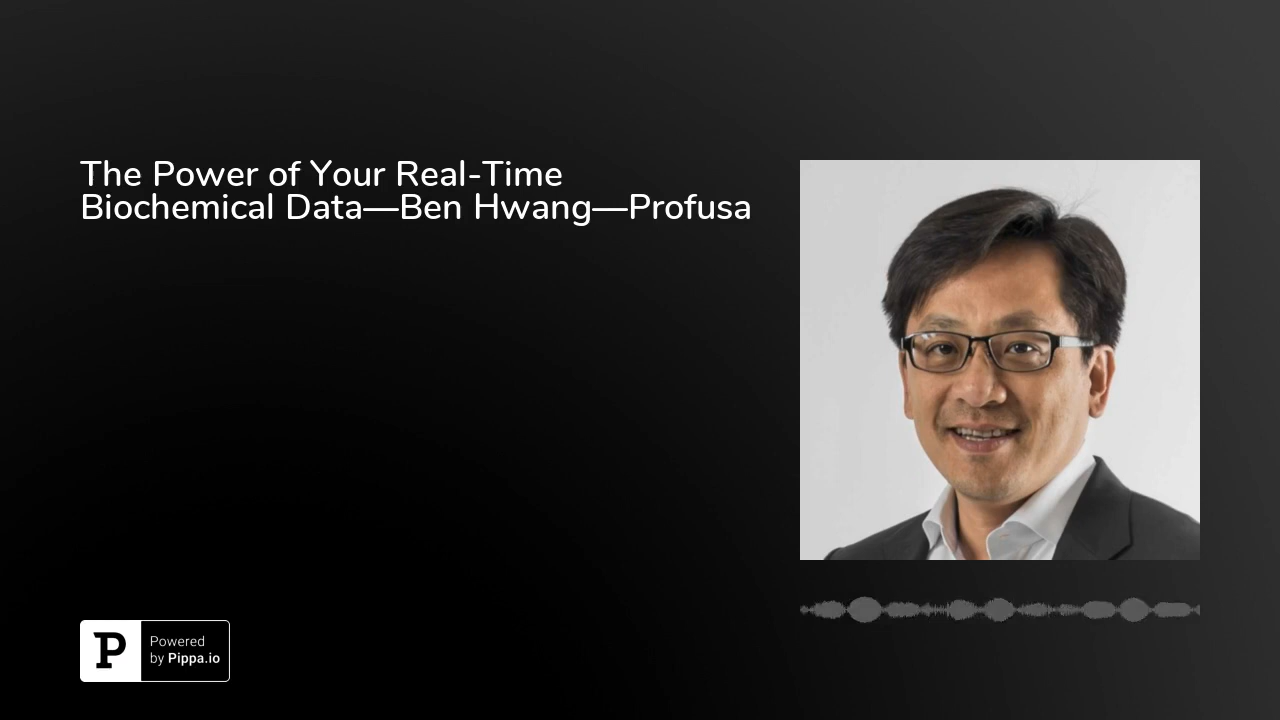 The Power of Your Real-Time
Biochemical Data—Ben Hwang—Profusa
P
Powered
by Pippa.io